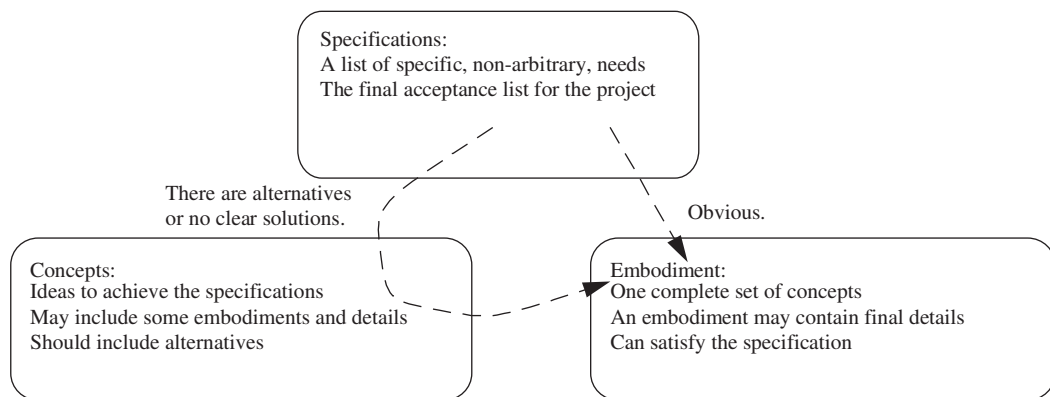 Specifications:
A list of specific, non-arbitrary, needs
The final acceptance list for the project
There are alternatives
or no clear solutions.
Obvious.
Concepts:
Ideas to achieve the specifications
May include some embodiments and details
Should include alternatives
Embodiment:
One complete set of concepts
An embodiment may contain final details
Can satisfy the specification